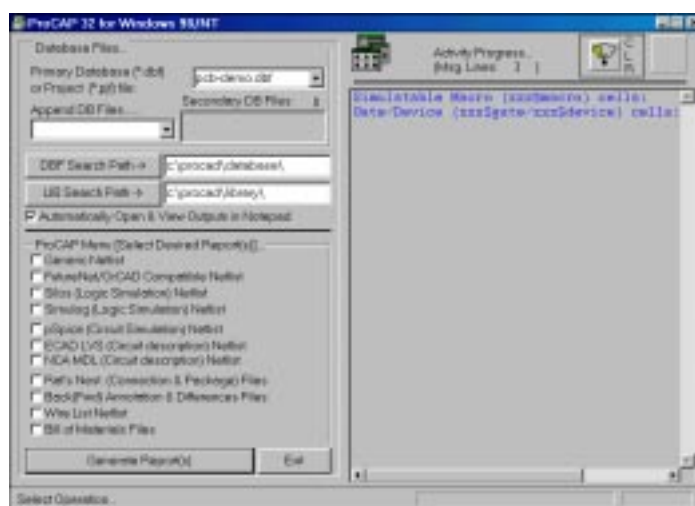 ProCAP 32 for Windows 98/NT
Database Files...
Primary Database (*.dbf)
or Project (*.pjt) file:
pcb-demo.dbf
Append DB Files....
Secondary DB Files:
DBF Search Path->
c:\procad\database\,
LIB Search Path->
c:\procad\library\,
Automatically Open & View Outputs in Notepad
ProCAP Menu [Select Desired Report(s)]...
Generic Netlist
FutureNet/OrCAD Compatible Netlist
Silos (Logic Simulation) Netlist
Simulog (Logic Simulation) Netlist
pSpice (Circuit Simulation) Netlist
ECAD LVS (Circuit description) Netlist
NCA MDL (Circuit description) Netlist
Rat's Nest (Connection & Package) Files
Back(Fwd) Annotation & Differences Files
Wire List Netlist
Bill of Materials Files
Generate Report(s)
Exit
Activity Progress...
(Msg. Lines: 3 )
Simulatable Macro (xxx$macro) cells:
Gate/Device (xxx$gate/xxx$device) cells:
Select Operation...